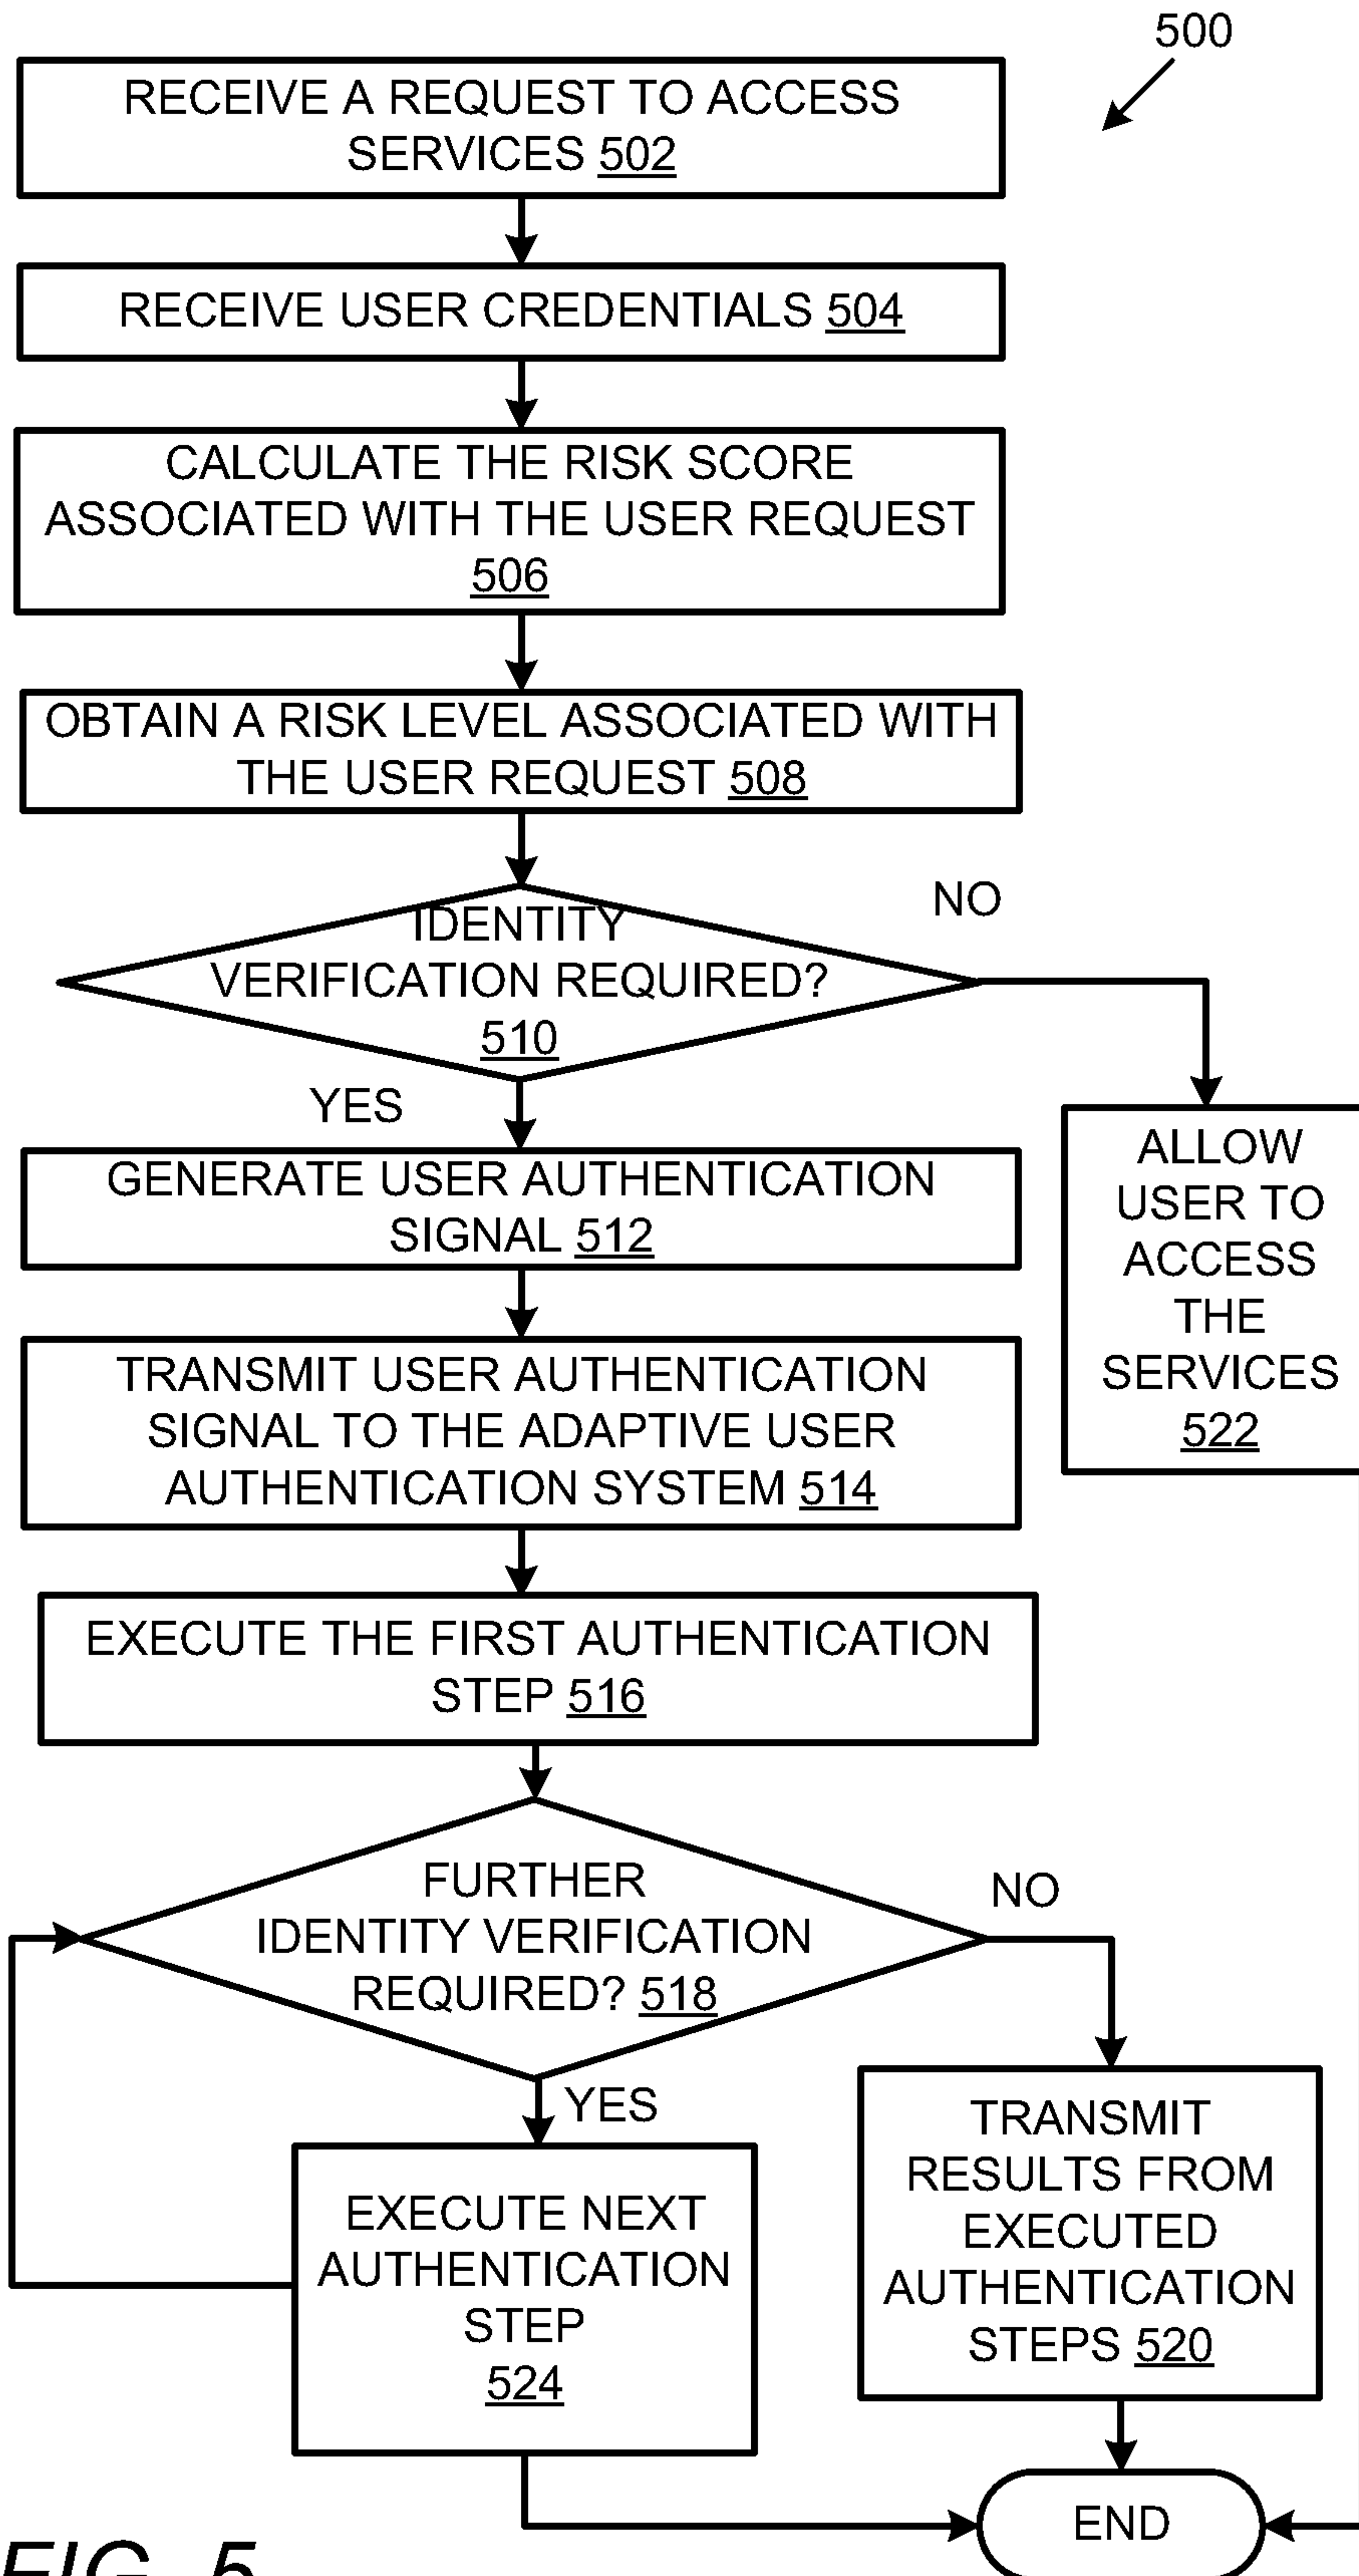 500
RECEIVE A REQUEST TO ACCESS
SERVICES 502
RECEIVE USER CREDENTIALS 504
CALCULATE THE RISK SCORE
ASSOCIATED WITH THE USER REQUEST
506
OBTAIN A RISK LEVEL ASSOCIATED WITH
THE USER REQUEST 508
NO
IDENTITY
VERIFICATION REQUIRED?
510
YES
GENERATE USER AUTHENTICATION
SIGNAL 512
ALLOW
USER TO
ACCESS
THE
SERVICES
522
TRANSMIT USER AUTHENTICATION
SIGNAL TO THE ADAPTIVE USER
AUTHENTICATION SYSTEM 514
EXECUTE THE FIRST AUTHENTICATION
STEP 516
FURTHER
IDENTITY VERIFICATION
REQUIRED? 518
NO
YES
EXECUTE NEXT
AUTHENTICATION
STEP
524
TRANSMIT
RESULTS FROM
EXECUTED
AUTHENTICATION
STEPS 520
END
FIG. 5